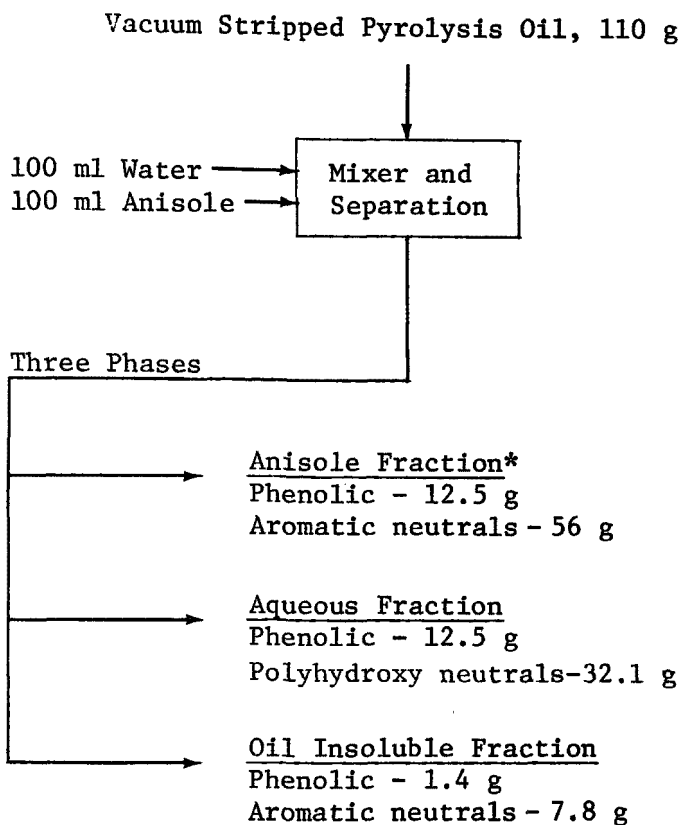 Vacuum Stripped Pyrolysis Oil, 110 g
100 ml Water
100 ml Anisole
Mixer and
Separation
Three Phases
Anisole Fraction*
Phenolic - 12.5 g
Aromatic neutrals - 56 g
Aqueous Fraction
Phenolic - 12.5 g
Polyhydroxy neutrals-32.1 g
Oil Insoluble Fraction
Phenolic - 1.4 g
Aromatic neutrals - 7.8 g